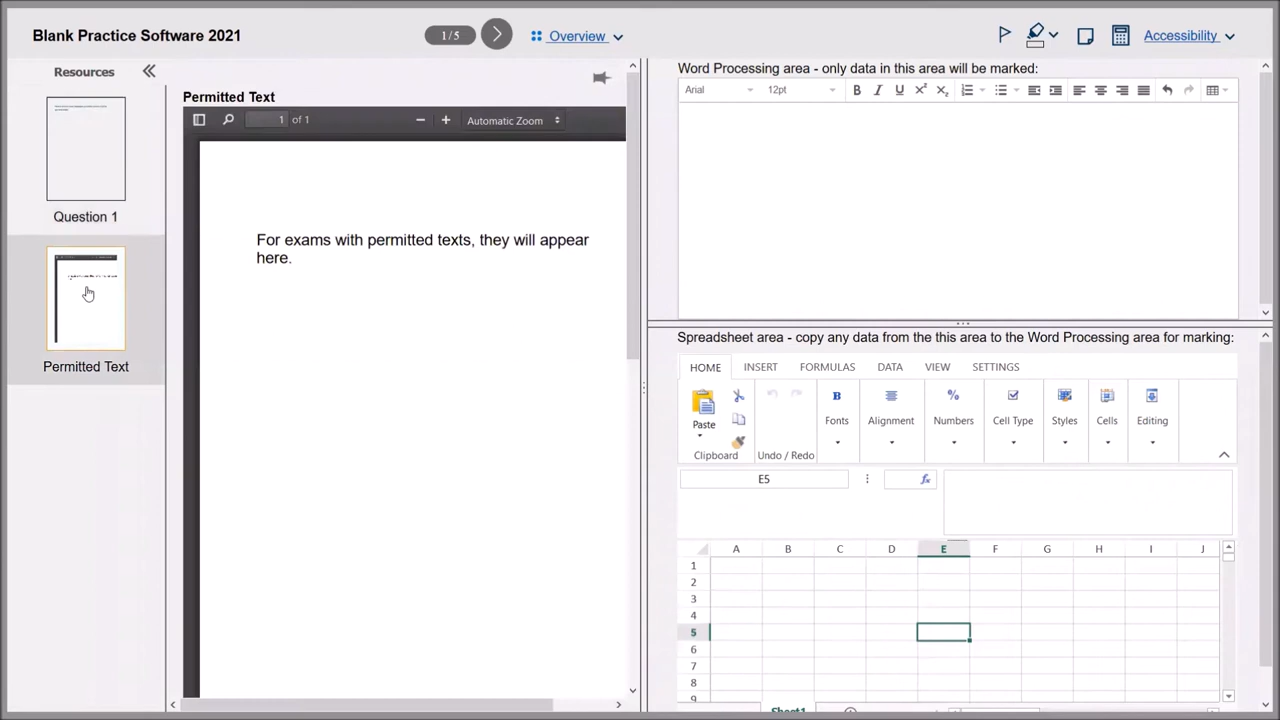 Blank Practice Software 2021
1/5
Overview
Accessibility
Resources
Question 1
Permitted Text
Permitted Text
1 of 1
Automatic Zoom
For exams with permitted texts, they will appear
here.
Word Processing area - only data in this area will be marked:
Arial 12pt B I U X² X₂
Spreadsheet area - copy any data from the this area to the Word Processing area for marking:
HOME INSERT FORMULAS DATA VIEW SETTINGS
Paste
Clipboard
Undo / Redo
B
Fonts
Alignment
%
Numbers
Cell Type
Styles
Cells
Editing
E5
fx
A B C D E F G H I J
1
2
3
4
5
6
7
8
9
Sheet1